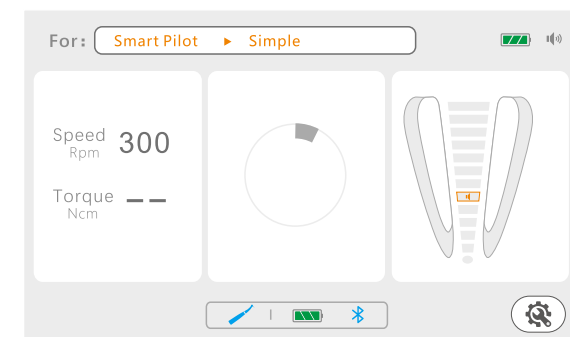 For: Smart Pilot ▸ Simple
Speed 300
Rpm
Torque – –
Ncm